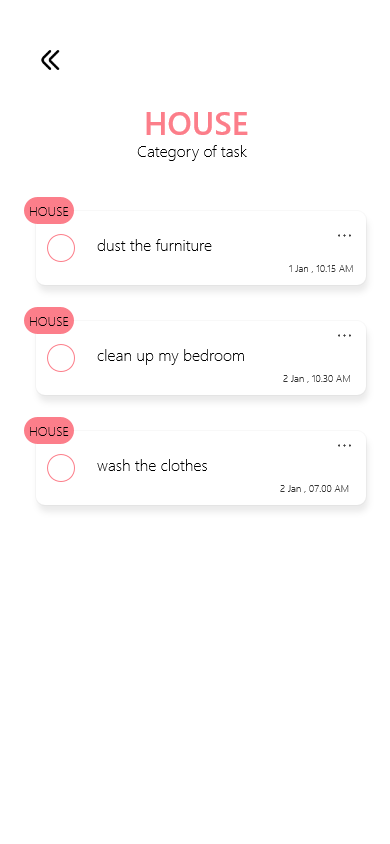 HOUSE
Category of task
HOUSE
dust the furniture
1 Jan , 10.15 AM
HOUSE
clean up my bedroom
2 Jan , 10.30 AM
HOUSE
wash the clothes
2 Jan , 07.00 AM